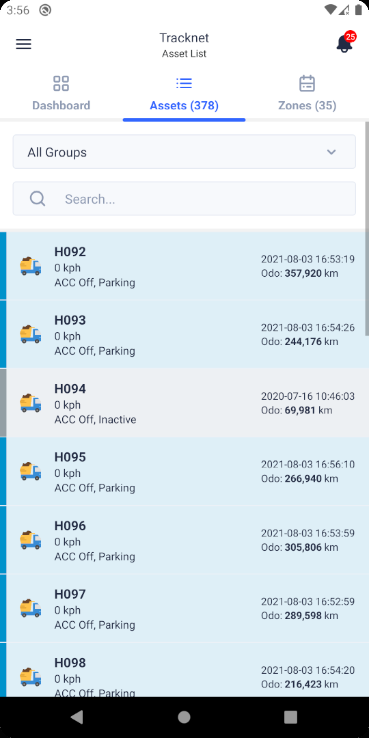 3:56
Tracknet
Asset List
25
Dashboard
Assets (378)
Zones (35)
All Groups
Search...
H092
0 kph
ACC Off, Parking
2021-08-03 16:53:19
Odo: 357,920 km
H093
0 kph
ACC Off, Parking
2021-08-03 16:54:26
Odo: 244,176 km
H094
0 kph
ACC Off, Inactive
2020-07-16 10:46:03
Odo: 69,981 km
H095
0 kph
ACC Off, Parking
2021-08-03 16:56:10
Odo: 266,940 km
H096
0 kph
ACC Off, Parking
2021-08-03 16:53:59
Odo: 305,806 km
H097
0 kph
ACC Off, Parking
2021-08-03 16:52:59
Odo: 289,598 km
H098
0 kph
ACC Off, Parking
2021-08-03 16:54:20
Odo: 216,423 km